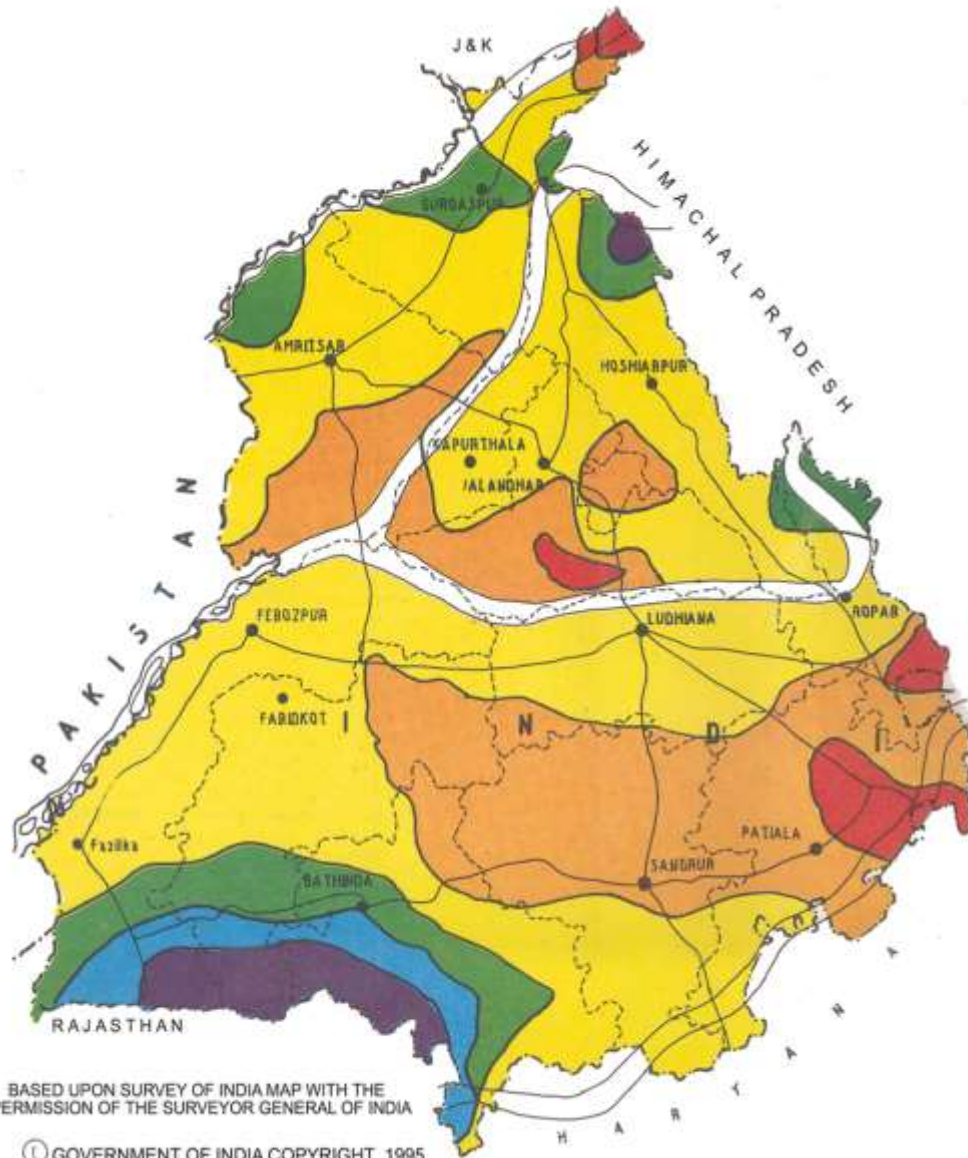 J & K
HIMACHAL PRADESH
GURDASPUR
AMRITSAR
HOSHIARPUR
KAPURTHALA
JALANDHAR
PAKISTAN
FEROZPUR
LUDHIANA
ROPAR
FARIDKOT
I N D I
Fazilka
PATIALA
SANGRUR
BATHINDA
RAJASTHAN
HARYANA
BASED UPON SURVEY OF INDIA MAP WITH THE
PERMISSION OF THE SURVEYOR GENERAL OF INDIA
© GOVERNMENT OF INDIA COPYRIGHT, 1995